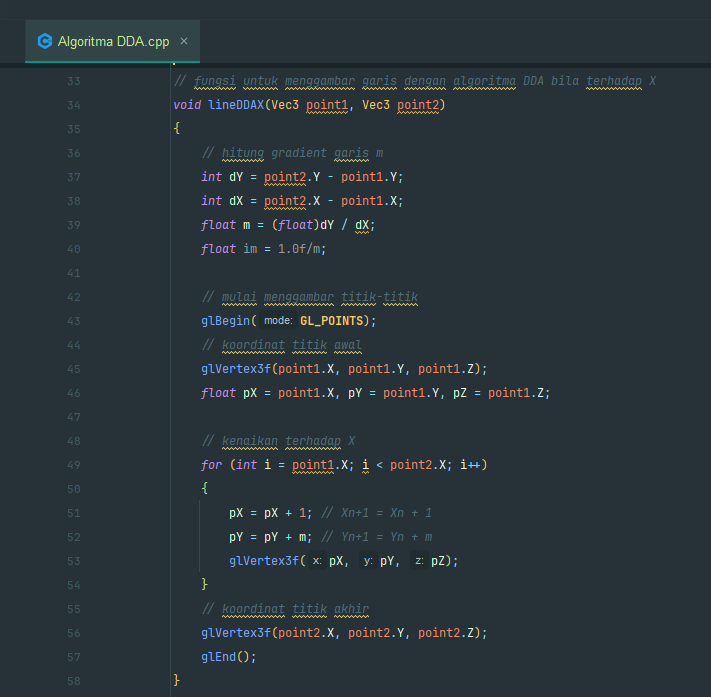 Algoritma DDA.cpp ×
33 // fungsi untuk menggambar garis dengan algoritma DDA bila terhadap X
34 void lineDDAX(Vec3 point1, Vec3 point2)
35 {
36 // hitung gradient garis m
37 int dY = point2.Y - point1.Y;
38 int dX = point2.X - point1.X;
39 float m = (float)dY / dX;
40 float im = 1.0f/m;
41
42 // mulai menggambar titik-titik
43 glBegin( mode: GL_POINTS);
44 // koordinat titik awal
45 glVertex3f(point1.X, point1.Y, point1.Z);
46 float pX = point1.X, pY = point1.Y, pZ = point1.Z;
47
48 // kenaikan terhadap X
49 for (int i = point1.X; i < point2.X; i++)
50 {
51 pX = pX + 1; // Xn+1 = Xn + 1
52 pY = pY + m; // Yn+1 = Yn + m
53 glVertex3f( x: pX, y: pY, z: pZ);
54 }
55 // koordinat titik akhir
56 glVertex3f(point2.X, point2.Y, point2.Z);
57 glEnd();
58 }